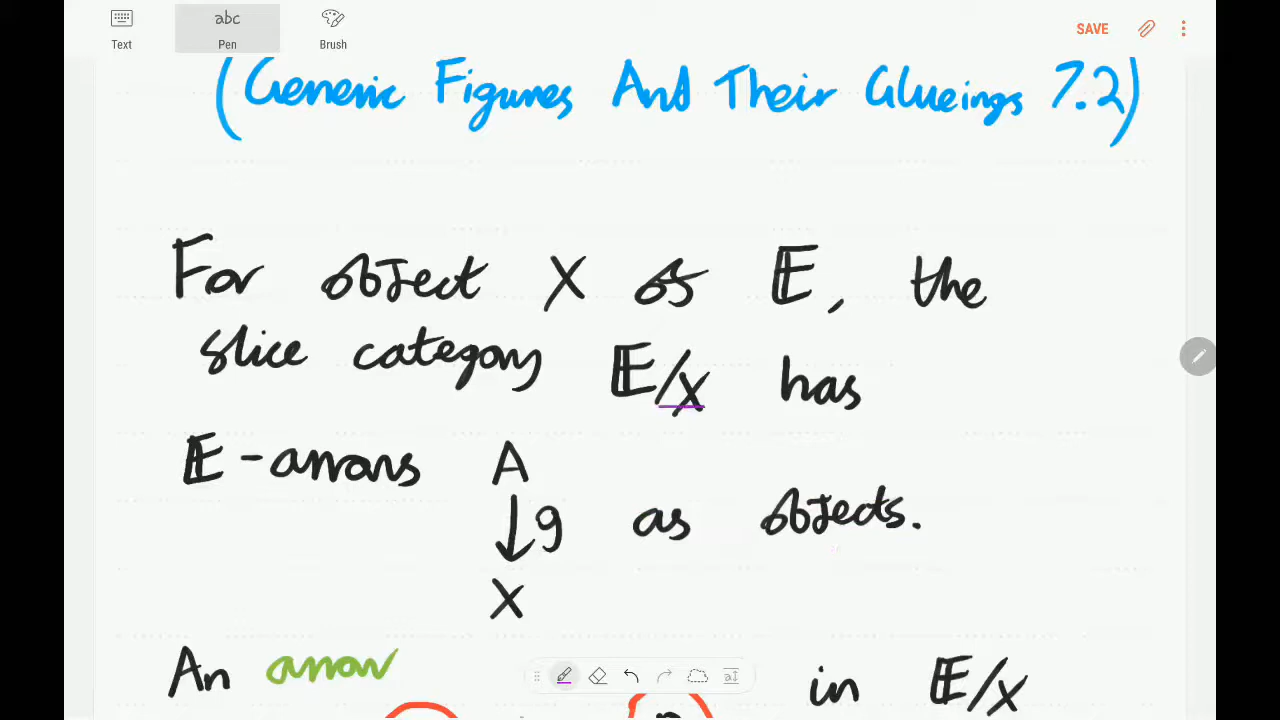 abc
Text Pen Brush SAVE
(Generic Figures And Their Glueings 7.2)
For object X of 𝔼, the
slice category 𝔼/X has
𝔼-arrows A
↓g as objects.
X
An arrow in 𝔼/X